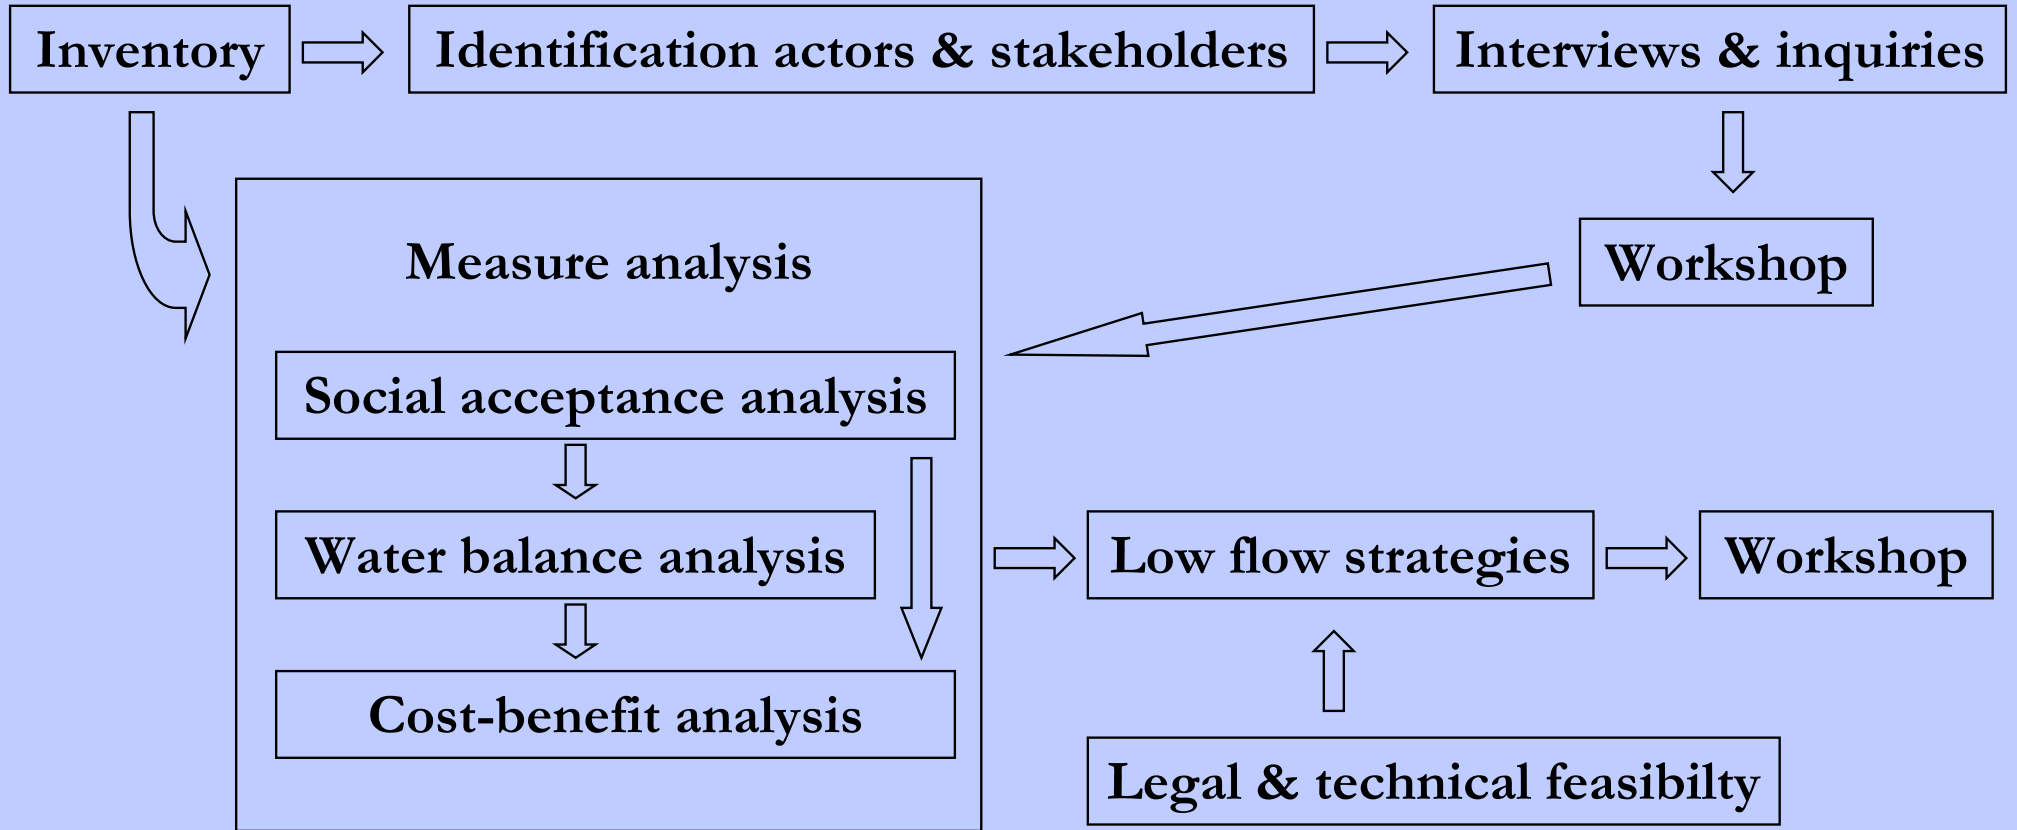 Inventory
Identification actors & stakeholders
Interviews & inquiries
Workshop
Measure analysis
Social acceptance analysis
Water balance analysis
Cost-benefit analysis
Low flow strategies
Workshop
Legal & technical feasibilty